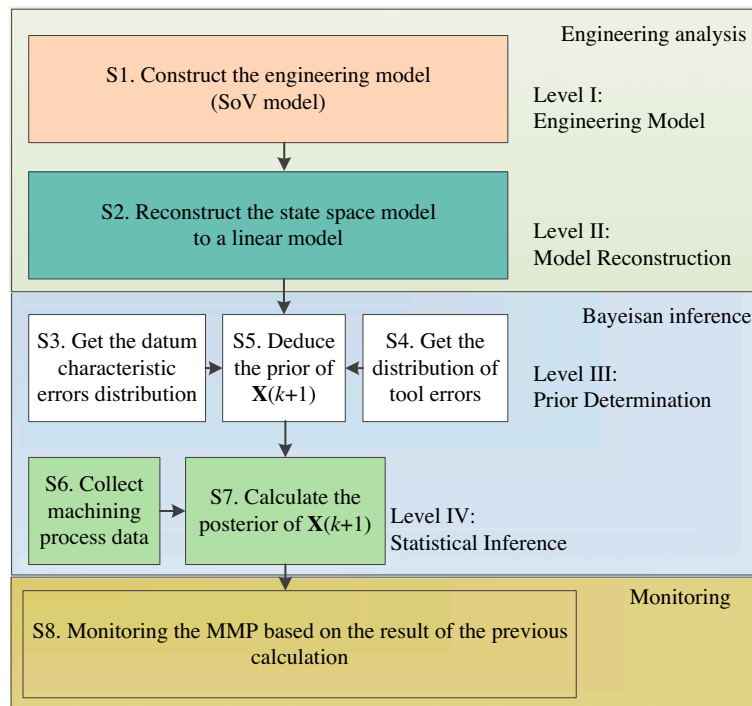 Engineering analysis
S1. Construct the engineering model
(SoV model)
Level I:
Engineering Model
S2. Reconstruct the state space model
to a linear model
Level II:
Model Reconstruction
Bayeisan inference
S3. Get the datum
characteristic
errors distribution
S5. Deduce
the prior of
X(k+1)
S4. Get the
distribution of
tool errors
Level III:
Prior Determination
S6. Collect
machining
process data
S7. Calculate the
posterior of X(k+1)
Level IV:
Statistical Inference
Monitoring
S8. Monitoring the MMP based on the result of the previous
calculation